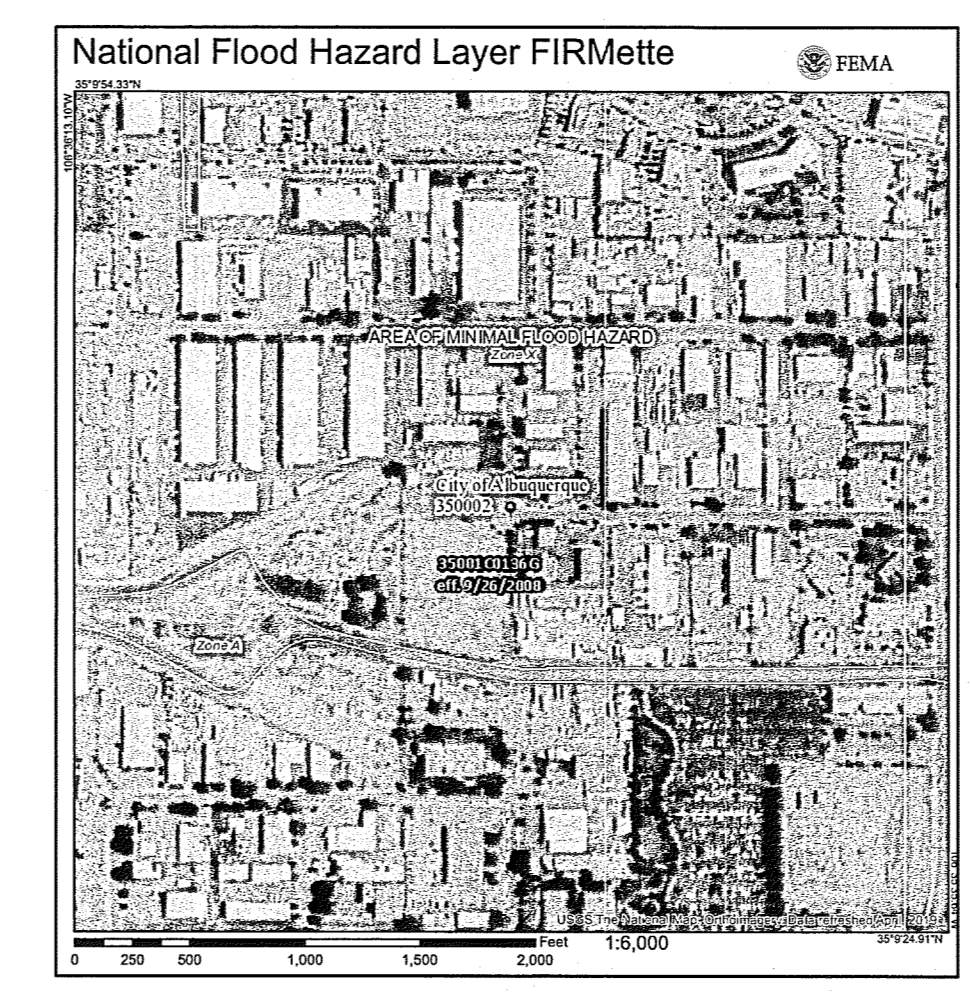 National Flood Hazard Layer FIRMette
FEMA
35°9'54.33"N
106°36'13.10"W
AREA OF MINIMAL FLOOD HAZARD
Zone X
City of Albuquerque
350002
35001C0136G
eff. 9/26/2008
Zone A
USGS The National Map: Orthoimagery. Data refreshed April, 2019.
35°9'24.91"N
Feet
1:6,000
0 250 500 1,000 1,500 2,000